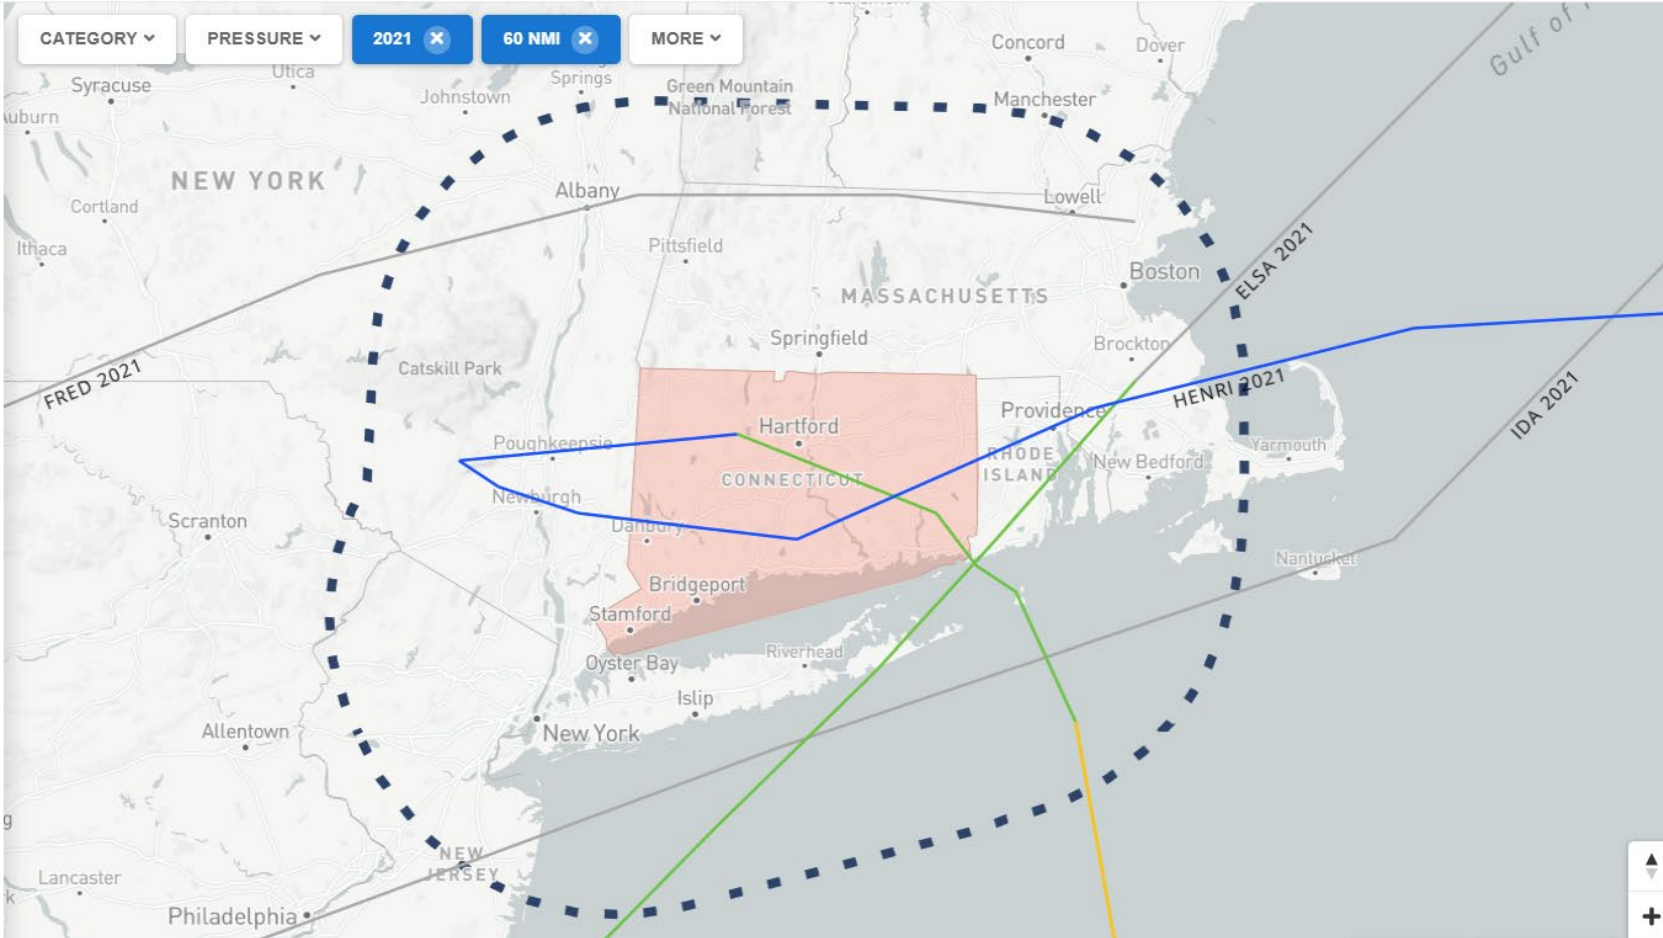 CATEGORY
PRESSURE
2021
60 NMI
MORE
Concord
Dover
Gulf of
Syracuse
Utica
Springs
Johnstown
Green Mountain
National Forest
Manchester
NEW YORK
Albany
Lowell
Cortland
Ithaca
Pittsfield
ELSA 2021
Boston
MASSACHUSETTS
Springfield
Brockton
Catskill Park
FRED 2021
HENRI 2021
IDA 2021
Providence
Hartford
Poughkeepsie
RHODE
ISLAND
New Bedford
Yarmouth
CONNECTICUT
Newburgh
Danbury
Scranton
Nantucket
Bridgeport
Stamford
Oyster Bay
Riverhead
Islip
New York
Allentown
NEW
JERSEY
Lancaster
Philadelphia